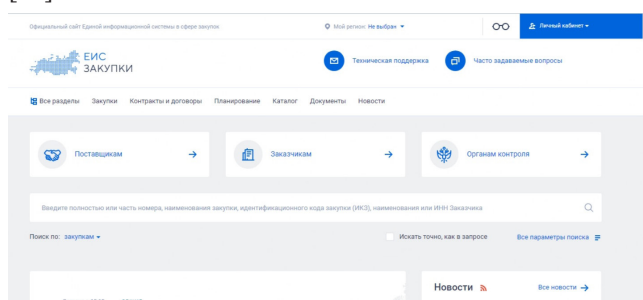 Официальный сайт Единой информационной системы в сфере закупок
Мой регион: Не выбран
Личный кабинет
ЕИС
ЗАКУПКИ
Техническая поддержка
Часто задаваемые вопросы
Все разделы Закупки Контракты и договоры Планирование Каталог Документы Новости
Поставщикам
Заказчикам
Органам контроля
Введите полностью или часть номера, наименования закупки, идентификационного кода закупки (ИКЗ), наименования или ИНН Заказчика
Поиск по: закупкам
Искать точно, как в запросе
Все параметры поиска
Новости
Все новости